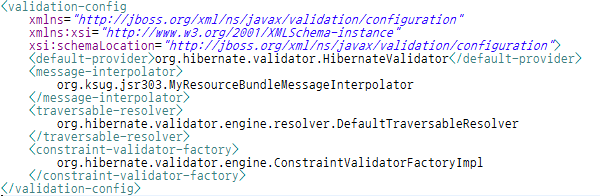 <validation-config
xmlns="http://jboss.org/xml/ns/javax/validation/configuration"
xmlns:xsi="http://www.w3.org/2001/XMLSchema-instance"
xsi:schemaLocation="http://jboss.org/xml/ns/javax/validation/configuration">
<default-provider>org.hibernate.validator.HibernateValidator</default-provider>
<message-interpolator>
org.ksug.jsr303.MyResourceBundleMessageInterpolator
</message-interpolator>
<traversable-resolver>
org.hibernate.validator.engine.resolver.DefaultTraversableResolver
</traversable-resolver>
<constraint-validator-factory>
org.hibernate.validator.engine.ConstraintValidatorFactoryImpl
</constraint-validator-factory>
</validation-config>